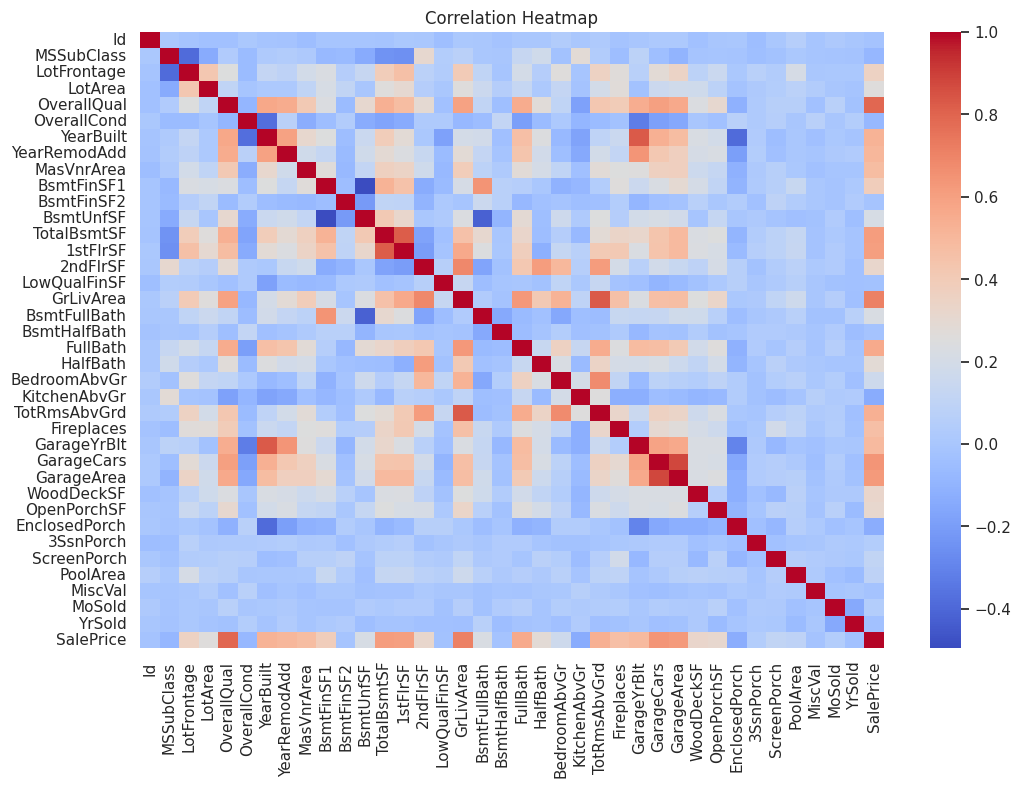 Correlation Heatmap
Id
MSSubClass
LotFrontage
LotArea
OverallQual
OverallCond
YearBuilt
YearRemodAdd
MasVnrArea
BsmtFinSF1
BsmtFinSF2
BsmtUnfSF
TotalBsmtSF
1stFlrSF
2ndFlrSF
LowQualFinSF
GrLivArea
BsmtFullBath
BsmtHalfBath
FullBath
HalfBath
BedroomAbvGr
KitchenAbvGr
TotRmsAbvGrd
Fireplaces
GarageYrBlt
GarageCars
GarageArea
WoodDeckSF
OpenPorchSF
EnclosedPorch
3SsnPorch
ScreenPorch
PoolArea
MiscVal
MoSold
YrSold
SalePrice
Id
MSSubClass
LotFrontage
LotArea
OverallQual
OverallCond
YearBuilt
YearRemodAdd
MasVnrArea
BsmtFinSF1
BsmtFinSF2
BsmtUnfSF
TotalBsmtSF
1stFlrSF
2ndFlrSF
LowQualFinSF
GrLivArea
BsmtFullBath
BsmtHalfBath
FullBath
HalfBath
BedroomAbvGr
KitchenAbvGr
TotRmsAbvGrd
Fireplaces
GarageYrBlt
GarageCars
GarageArea
WoodDeckSF
OpenPorchSF
EnclosedPorch
3SsnPorch
ScreenPorch
PoolArea
MiscVal
MoSold
YrSold
SalePrice
1.0
0.8
0.6
0.4
0.2
0.0
−0.2
−0.4